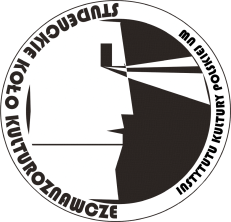 STUDENCKIE KOŁO KULTUROZNAWCZE
INSTYTUTU KULTURY POLSKIEJ UW